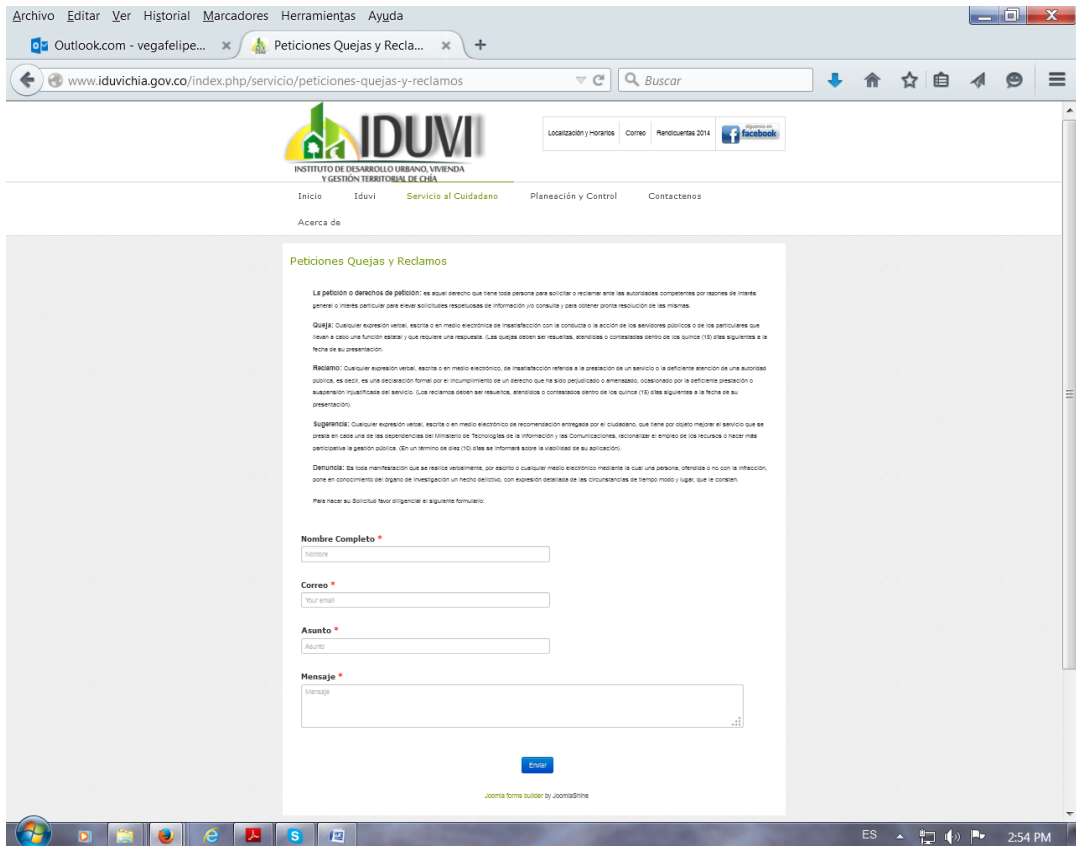 Archivo Editar Ver Historial Marcadores Herramientas Ayuda
Outlook.com - vegafelipe... × Peticiones Quejas y Recla... × +
www.iduvichia.gov.co/index.php/servicio/peticiones-quejas-y-reclamos
Buscar
IDUVI
INSTITUTO DE DESARROLLO URBANO, VIVIENDA
Y GESTIÓN TERRITORIAL DE CHÍA
Localización y Horarios Correo Rendicuentas 2014 síguenos en facebook
Inicio Iduvi Servicio al Cuidadano Planeación y Control Contactenos
Acerca de
Peticiones Quejas y Reclamos
La petición o derechos de petición: es aquel derecho que tiene toda persona para solicitar o reclamar ante las autoridades competentes por razones de interés
general o interés particular para elevar solicitudes respetuosas de información y/o consulta y para obtener pronta resolución de las mismas.
Queja: Cualquier expresión verbal, escrita o en medio electrónica de insatisfacción con la conducta o la acción de los servidores públicos o de los particulares que
llevan a cabo una función estatal y que requiere una respuesta. (Las quejas deben ser resueltas, atendidas o contestadas dentro de los quince (15) días siguientes a la
fecha de su presentación.
Reclamo: Cualquier expresión verbal, escrita o en medio electrónico, de insatisfacción referida a la prestación de un servicio o la deficiente atención de una autoridad
pública, es decir, es una declaración formal por el incumplimiento de un derecho que ha sido perjudicado o amenazado, ocasionado por la deficiente prestación o
suspensión injustificada del servicio. (Los reclamos deben ser resueltos, atendidos o contestados dentro de los quince (15) días siguientes a la fecha de su
presentación).
Sugerencia: Cualquier expresión verbal, escrita o en medio electrónico de recomendación entregada por el ciudadano, que tiene por objeto mejorar el servicio que se
presta en cada una de las dependencias del Ministerio de Tecnologías de la Información y las Comunicaciones, racionalizar el empleo de los recursos o hacer más
participativa la gestión pública. (En un término de diez (10) días se informará sobre la viabilidad de su aplicación).
Denuncia: Es toda manifestación que se realice verbalmente, por escrito o cualquier medio electrónico mediante la cual una persona, ofendida o no con la infracción,
pone en conocimiento del órgano de investigación un hecho delictivo, con expresión detallada de las circunstancias de tiempo modo y lugar, que le consten.
Para hacer su Solicitud favor diligenciar el siguiente formulario:
Nombre Completo *
Nombre
Correo *
Your email
Asunto *
Asunto
Mensaje *
Mensaje
Enviar
Joomla forms builder by JoomlaShine
ES 2:54 PM